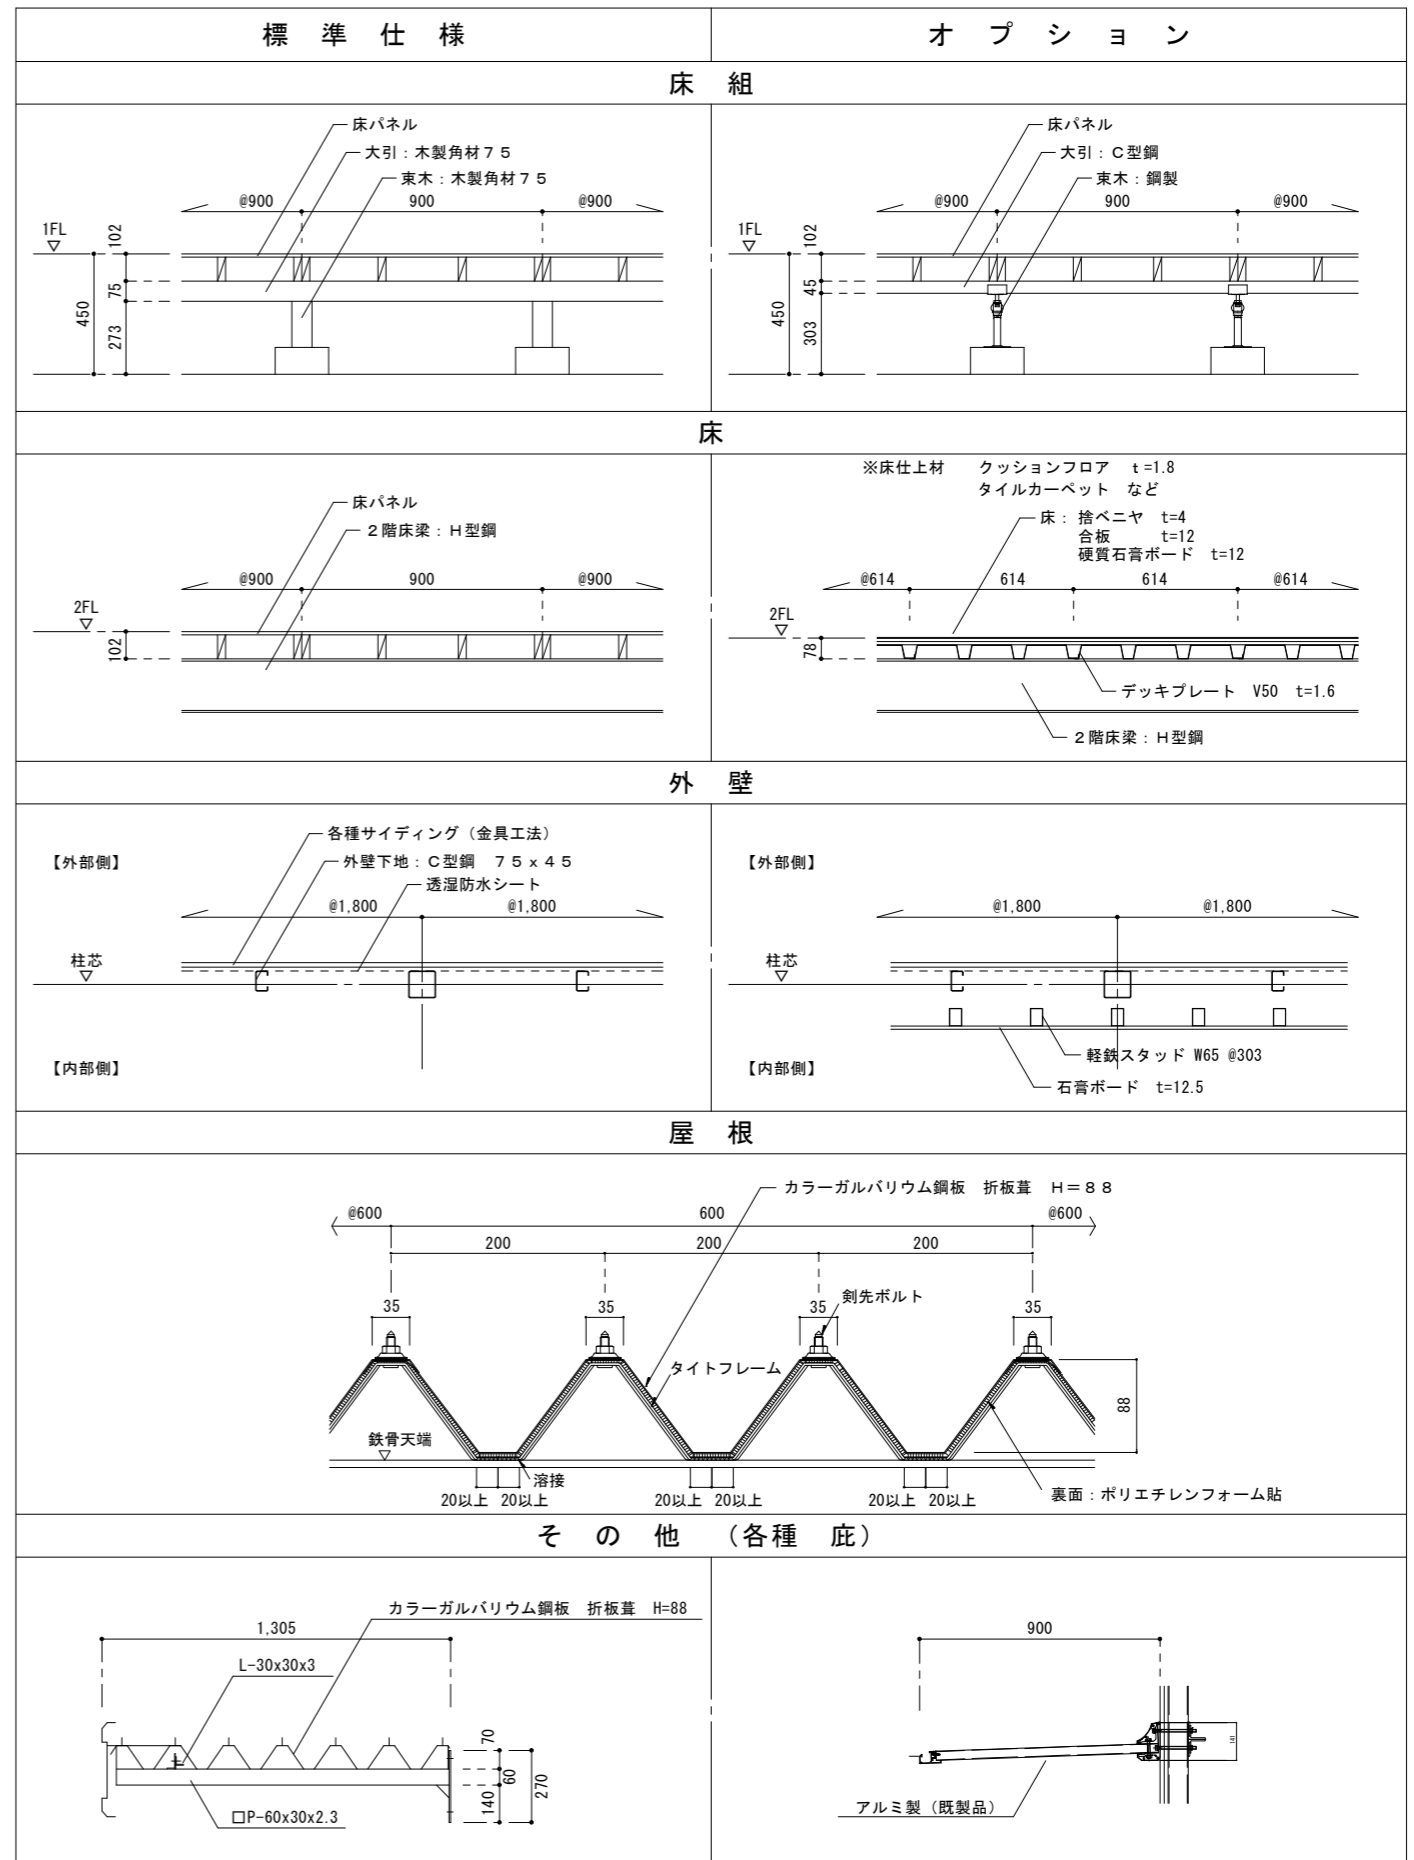 標準仕様
オプション
床組
床パネル
大引：木製角材７５
束木：木製角材７５
@900
900
@900
1FL
102
75
450
273
床パネル
大引：Ｃ型鋼
束木：鋼製
@900
900
@900
1FL
102
45
450
303
床
床パネル
２階床梁：Ｈ型鋼
@900
900
@900
2FL
102
※床仕上材　クッションフロア　t=1.8
タイルカーペット　など
床：捨ベニヤ　t=4
合板　t=12
硬質石膏ボード　t=12
@614
614
614
@614
2FL
78
デッキプレート　V50　t=1.6
２階床梁：Ｈ型鋼
外壁
各種サイディング（金具工法）
【外部側】
外壁下地：Ｃ型鋼　７５ｘ４５
透湿防水シート
@1,800
@1,800
柱芯
【内部側】
【外部側】
@1,800
@1,800
柱芯
軽鉄スタッド W65 @303
【内部側】
石膏ボード　t=12.5
屋根
カラーガルバリウム鋼板　折板葺　Ｈ＝８８
@600
600
@600
200
200
200
35
35
35
35
剣先ボルト
タイトフレーム
88
鉄骨天端
溶接
20以上
20以上
20以上
20以上
20以上
20以上
裏面：ポリエチレンフォーム貼
その他（各種　庇）
カラーガルバリウム鋼板　折板葺　H=88
1,305
L-30x30x3
70
60
140
270
□P-60x30x2.3
900
アルミ製（既製品）